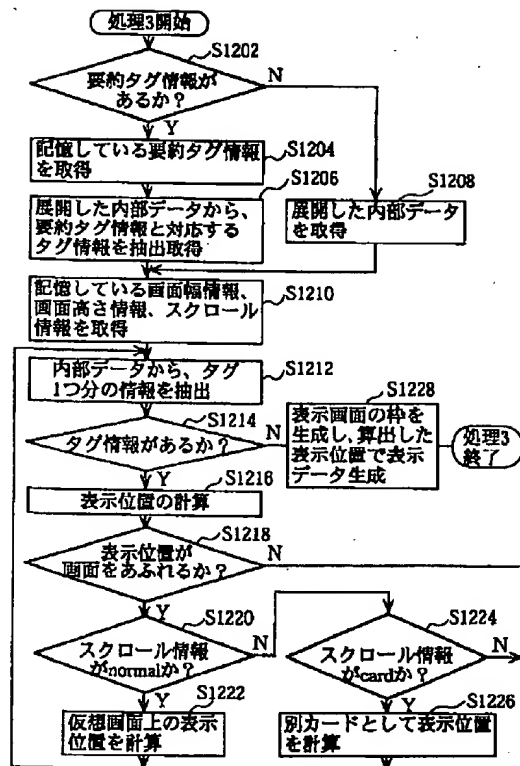 処理3開始
S1202
要約タグ情報が
あるか？
N
Y
S1204
記憶している要約タグ情報
を取得
S1206
展開した内部データから、
要約タグ情報と対応する
タグ情報を抽出取得
S1208
展開した内部データ
を取得
S1210
記憶している画面幅情報、
画面高さ情報、スクロール
情報を取得
S1212
内部データから、タグ
1つ分の情報を抽出
S1214
タグ情報があるか？
N
Y
S1228
表示画面の枠を
生成し、算出した
表示位置で表示
データ生成
処理3
終了
S1216
表示位置の計算
S1218
表示位置が
画面をあふれるか？
N
Y
S1220
スクロール情報
がnormalか？
N
Y
S1224
スクロール情報
がcardか？
N
Y
S1222
仮想画面上の表示
位置を計算
S1226
別カードとして表示位置
を計算